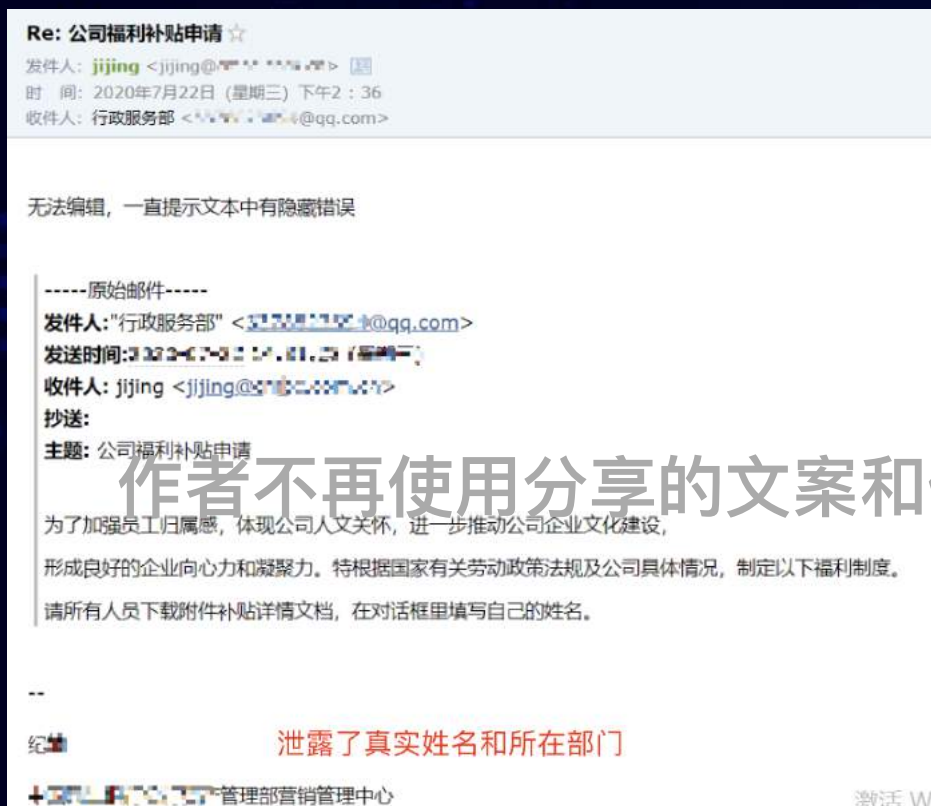 Re: 公司福利补贴申请
发件人: jijing <jijing@
时 间: 2020年7月22日 (星期三) 下午2:36
收件人: 行政服务部 < @qq.com>
无法编辑，一直提示文本中有隐藏错误
-----原始邮件-----
发件人:"行政服务部" < @qq.com>
发送时间:
收件人: jijing <jijing@
抄送:
主题: 公司福利补贴申请
作者不再使用分享的文案和
为了加强员工归属感，体现公司人文关怀，进一步推动公司企业文化建设，
形成良好的企业向心力和凝聚力。特根据国家有关劳动政策法规及公司具体情况，制定以下福利制度。
请所有人员下载附件补贴详情文档，在对话框里填写自己的姓名。
--
纪
泄露了真实姓名和所在部门
管理部营销管理中心
激活 W